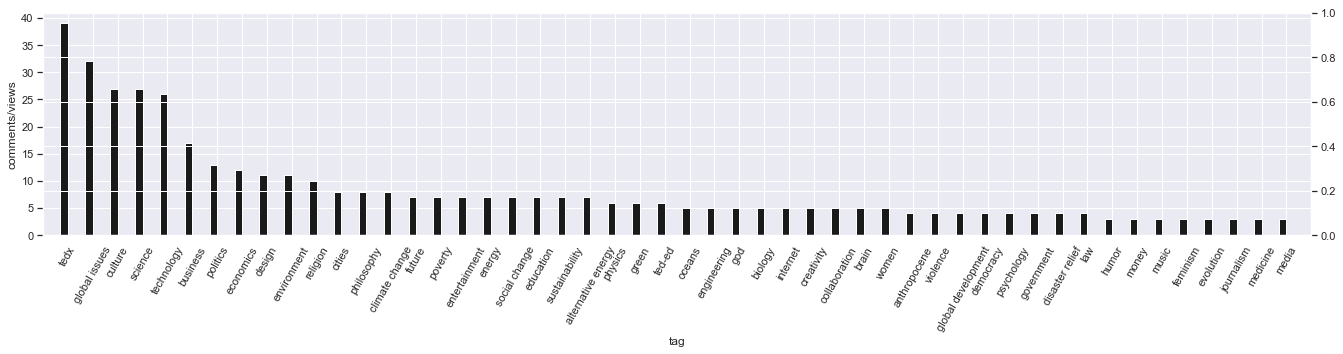 40
35
30
25
20
15
10
5
0
comments/views
1.0
0.8
0.6
0.4
0.2
0.0
tedx
global issues
culture
science
technology
business
politics
economics
design
environment
religion
cities
philosophy
climate change
future
poverty
entertainment
energy
social change
education
sustainability
alternative energy
physics
green
ted-ed
oceans
engineering
god
biology
internet
creativity
collaboration
brain
women
anthropocene
violence
global development
democracy
psychology
government
disaster relief
law
humor
money
music
feminism
evolution
journalism
medicine
media
tag